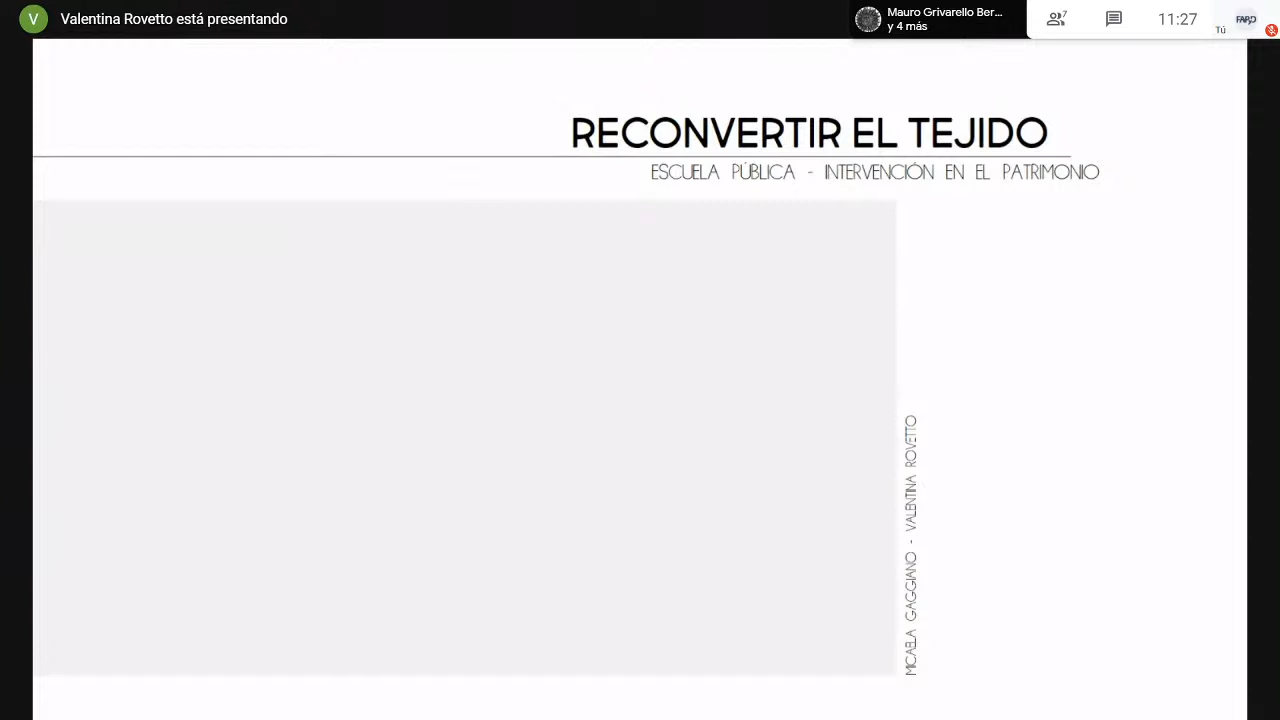 V
Valentina Rovetto está presentando
Mauro Grivarello Ber...
y 4 más
7
11:27
Tú
FAPyD
RECONVERTIR EL TEJIDO
ESCUELA PÚBLICA - INTERVENCIÓN EN EL PATRIMONIO
MICAELA GAGGIANO - VALENTINA ROVETTO